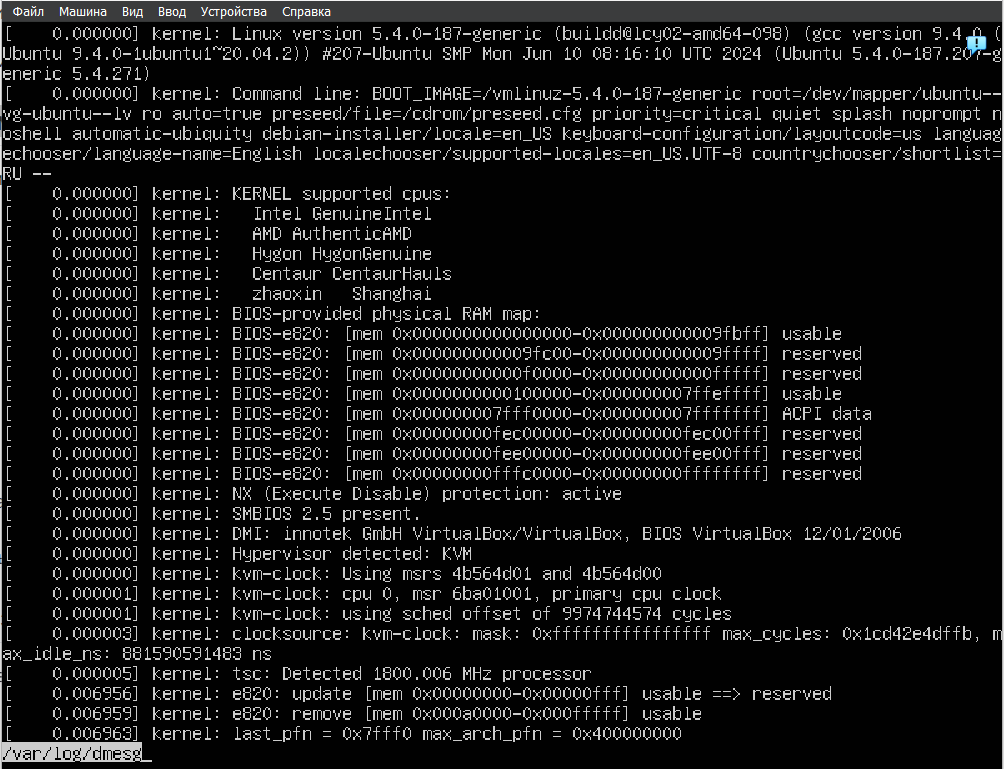 Файл Машина Вид Ввод Устройства Справка
[    0.000000] kernel: Linux version 5.4.0-187-generic (buildd@lcy02-amd64-098) (gcc version 9.4.0 (
Ubuntu 9.4.0-1ubuntu1~20.04.2)) #207-Ubuntu SMP Mon Jun 10 08:16:10 UTC 2024 (Ubuntu 5.4.0-187.207-g
eneric 5.4.271)
[    0.000000] kernel: Command line: BOOT_IMAGE=/vmlinuz-5.4.0-187-generic root=/dev/mapper/ubuntu--
vg-ubuntu--lv ro auto=true preseed/file=/cdrom/preseed.cfg priority=critical quiet splash noprompt n
oshell automatic-ubiquity debian-installer/locale=en_US keyboard-configuration/layoutcode=us languag
echooser/language-name=English localechooser/supported-locales=en_US.UTF-8 countrychooser/shortlist=
RU --
[    0.000000] kernel: KERNEL supported cpus:
[    0.000000] kernel:   Intel GenuineIntel
[    0.000000] kernel:   AMD AuthenticAMD
[    0.000000] kernel:   Hygon HygonGenuine
[    0.000000] kernel:   Centaur CentaurHauls
[    0.000000] kernel:   zhaoxin   Shanghai
[    0.000000] kernel: BIOS-provided physical RAM map:
[    0.000000] kernel: BIOS-e820: [mem 0x0000000000000000-0x000000000009fbff] usable
[    0.000000] kernel: BIOS-e820: [mem 0x000000000009fc00-0x000000000009ffff] reserved
[    0.000000] kernel: BIOS-e820: [mem 0x00000000000f0000-0x00000000000fffff] reserved
[    0.000000] kernel: BIOS-e820: [mem 0x0000000000100000-0x000000007ffeffff] usable
[    0.000000] kernel: BIOS-e820: [mem 0x000000007fff0000-0x000000007fffffff] ACPI data
[    0.000000] kernel: BIOS-e820: [mem 0x00000000fec00000-0x00000000fec00fff] reserved
[    0.000000] kernel: BIOS-e820: [mem 0x00000000fee00000-0x00000000fee00fff] reserved
[    0.000000] kernel: BIOS-e820: [mem 0x00000000fffc0000-0x00000000ffffffff] reserved
[    0.000000] kernel: NX (Execute Disable) protection: active
[    0.000000] kernel: SMBIOS 2.5 present.
[    0.000000] kernel: DMI: innotek GmbH VirtualBox/VirtualBox, BIOS VirtualBox 12/01/2006
[    0.000000] kernel: Hypervisor detected: KVM
[    0.000000] kernel: kvm-clock: Using msrs 4b564d01 and 4b564d00
[    0.000001] kernel: kvm-clock: cpu 0, msr 6ba01001, primary cpu clock
[    0.000001] kernel: kvm-clock: using sched offset of 9974744574 cycles
[    0.000003] kernel: clocksource: kvm-clock: mask: 0xffffffffffffffff max_cycles: 0x1cd42e4dffb, m
ax_idle_ns: 881590591483 ns
[    0.000005] kernel: tsc: Detected 1800.006 MHz processor
[    0.006956] kernel: e820: update [mem 0x00000000-0x00000fff] usable ==> reserved
[    0.006959] kernel: e820: remove [mem 0x000a0000-0x000fffff] usable
[    0.006963] kernel: last_pfn = 0x7fff0 max_arch_pfn = 0x400000000
/var/log/dmesg